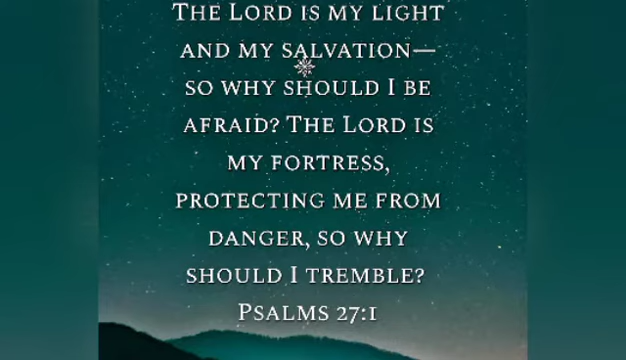 The Lord is my light
and my salvation—
so why should I be
afraid? The Lord is
my fortress,
protecting me from
danger, so why
should I tremble?
Psalms 27:1